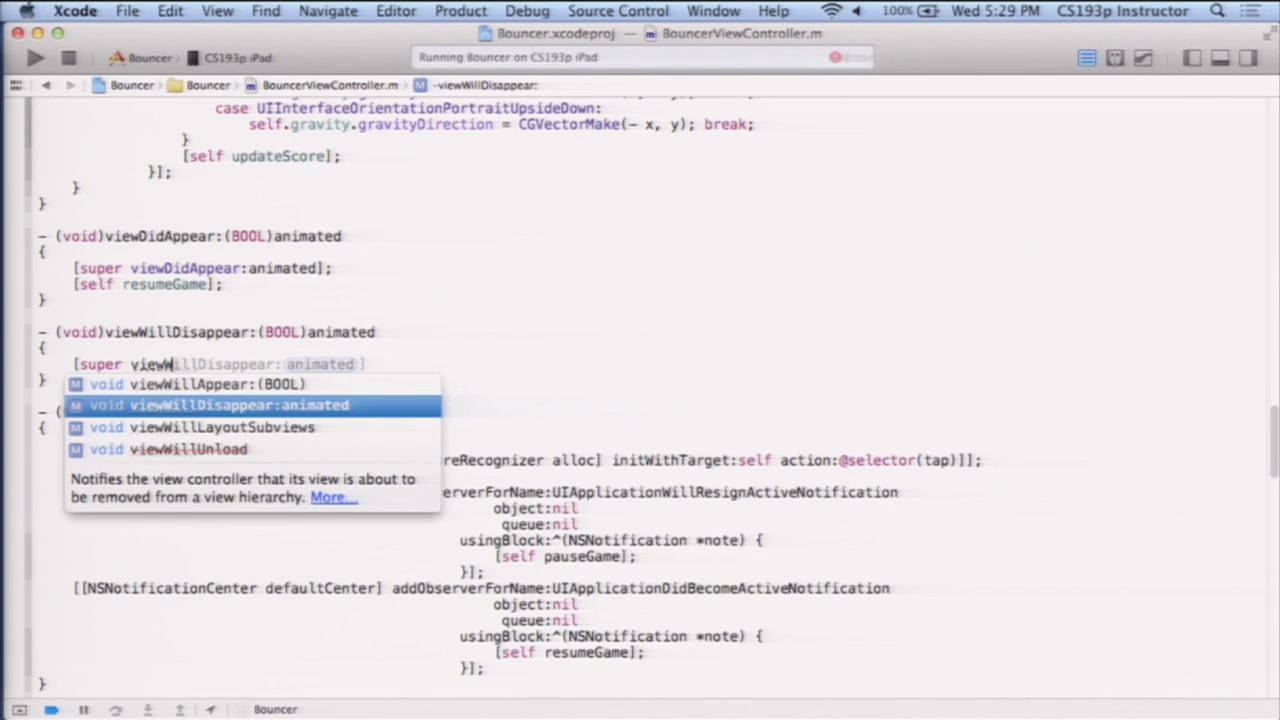 Xcode File Edit View Find Navigate Editor Product Debug Source Control Window Help 100% Wed 5:29 PM CS193p Instructor
Bouncer.xcodeproj — BouncerViewController.m
Bouncer CS193p iPad Running Bouncer on CS193p iPad
Bouncer Bouncer BouncerViewController.m -viewWillDisappear:
case UIInterfaceOrientationPortraitUpsideDown:
self.gravity.gravityDirection = CGVectorMake(- x, y); break;
}
[self updateScore];
}];
}
}
- (void)viewDidAppear:(BOOL)animated
{
[super viewDidAppear:animated];
[self resumeGame];
}
- (void)viewWillDisappear:(BOOL)animated
{
[super viewWillDisappear:animated]
}
M void viewWillAppear:(BOOL)
M void viewWillDisappear:animated
- (
{
M void viewWillLayoutSubviews
M void viewWillUnload
reRecognizer alloc] initWithTarget:self action:@selector(tap)]];
Notifies the view controller that its view is about to
be removed from a view hierarchy. More...
erverForName:UIApplicationWillResignActiveNotification
object:nil
queue:nil
usingBlock:^(NSNotification *note) {
[self pauseGame];
}];
[[NSNotificationCenter defaultCenter] addObserverForName:UIApplicationDidBecomeActiveNotification
object:nil
queue:nil
usingBlock:^(NSNotification *note) {
[self resumeGame];
}];
}
Bouncer